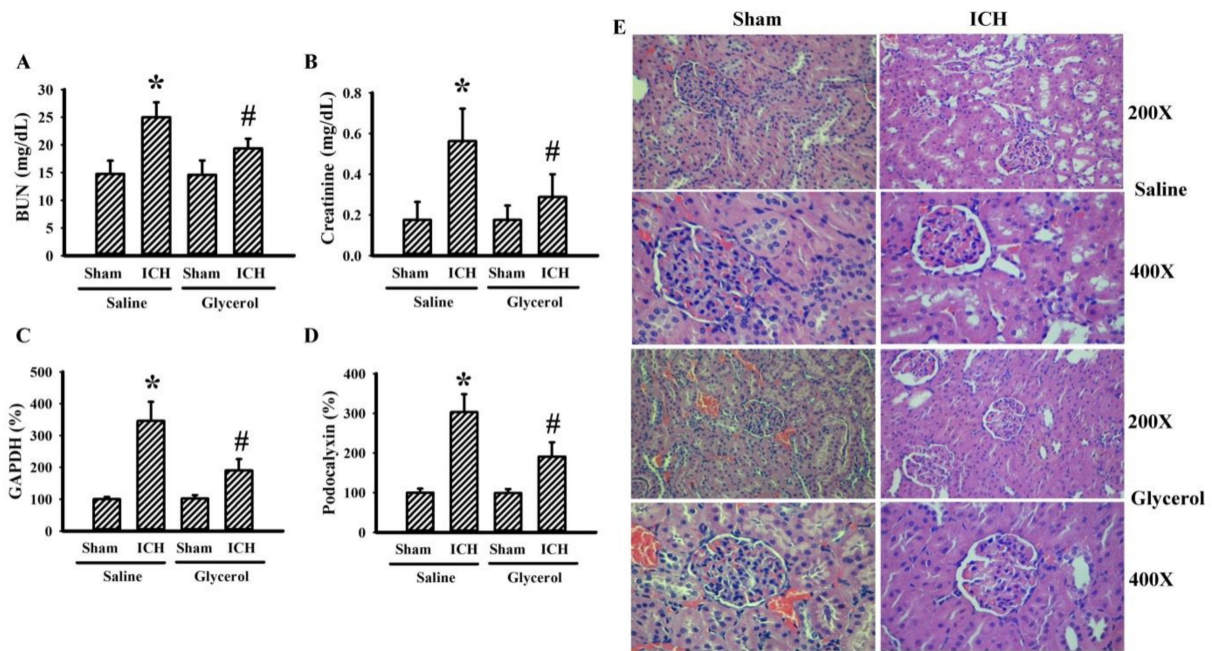 A
BUN (mg/dL)
30
25
20
15
10
5
0
*
#
Sham ICH Sham ICH
Saline Glycerol
B
Creatinine (mg/dL)
0.8
0.6
0.4
0.2
0.0
*
#
Sham ICH Sham ICH
Saline Glycerol
C
GAPDH (%)
500
400
300
200
100
0
*
#
Sham ICH Sham ICH
Saline Glycerol
D
Podocalyxin (%)
400
300
200
100
0
*
#
Sham ICH Sham ICH
Saline Glycerol
E
Sham ICH
200X
Saline
400X
200X
Glycerol
400X